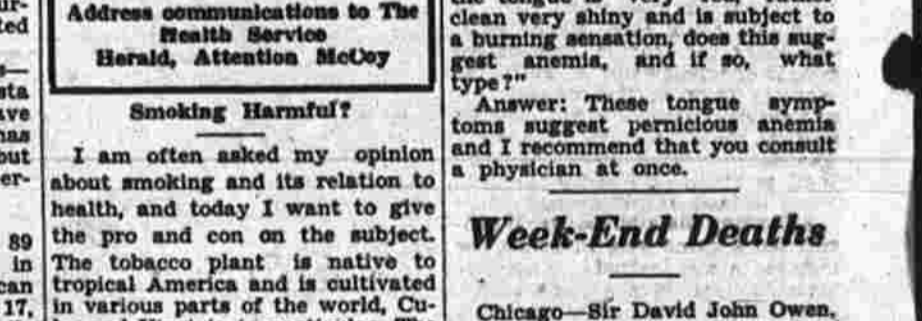 ur-
ted
sta
ave
has
out
er-
89
in
can
17,
Address communications to The
Health Service
Herald, Attention McCoy
Smoking Harmful?
I am often asked my opinion
about smoking and its relation to
health, and today I want to give
the pro and con on the subject.
The tobacco plant is native to
tropical America and is cultivated
in various parts of the world, Cu-
clean very shiny and is subject to
a burning sensation, does this sug-
gest anemia, and if so, what
type?"
Answer: These tongue symp-
toms suggest pernicious anemia
and I recommend that you consult
a physician at once.
Week-End Deaths
Chicago—Sir David John Owen,